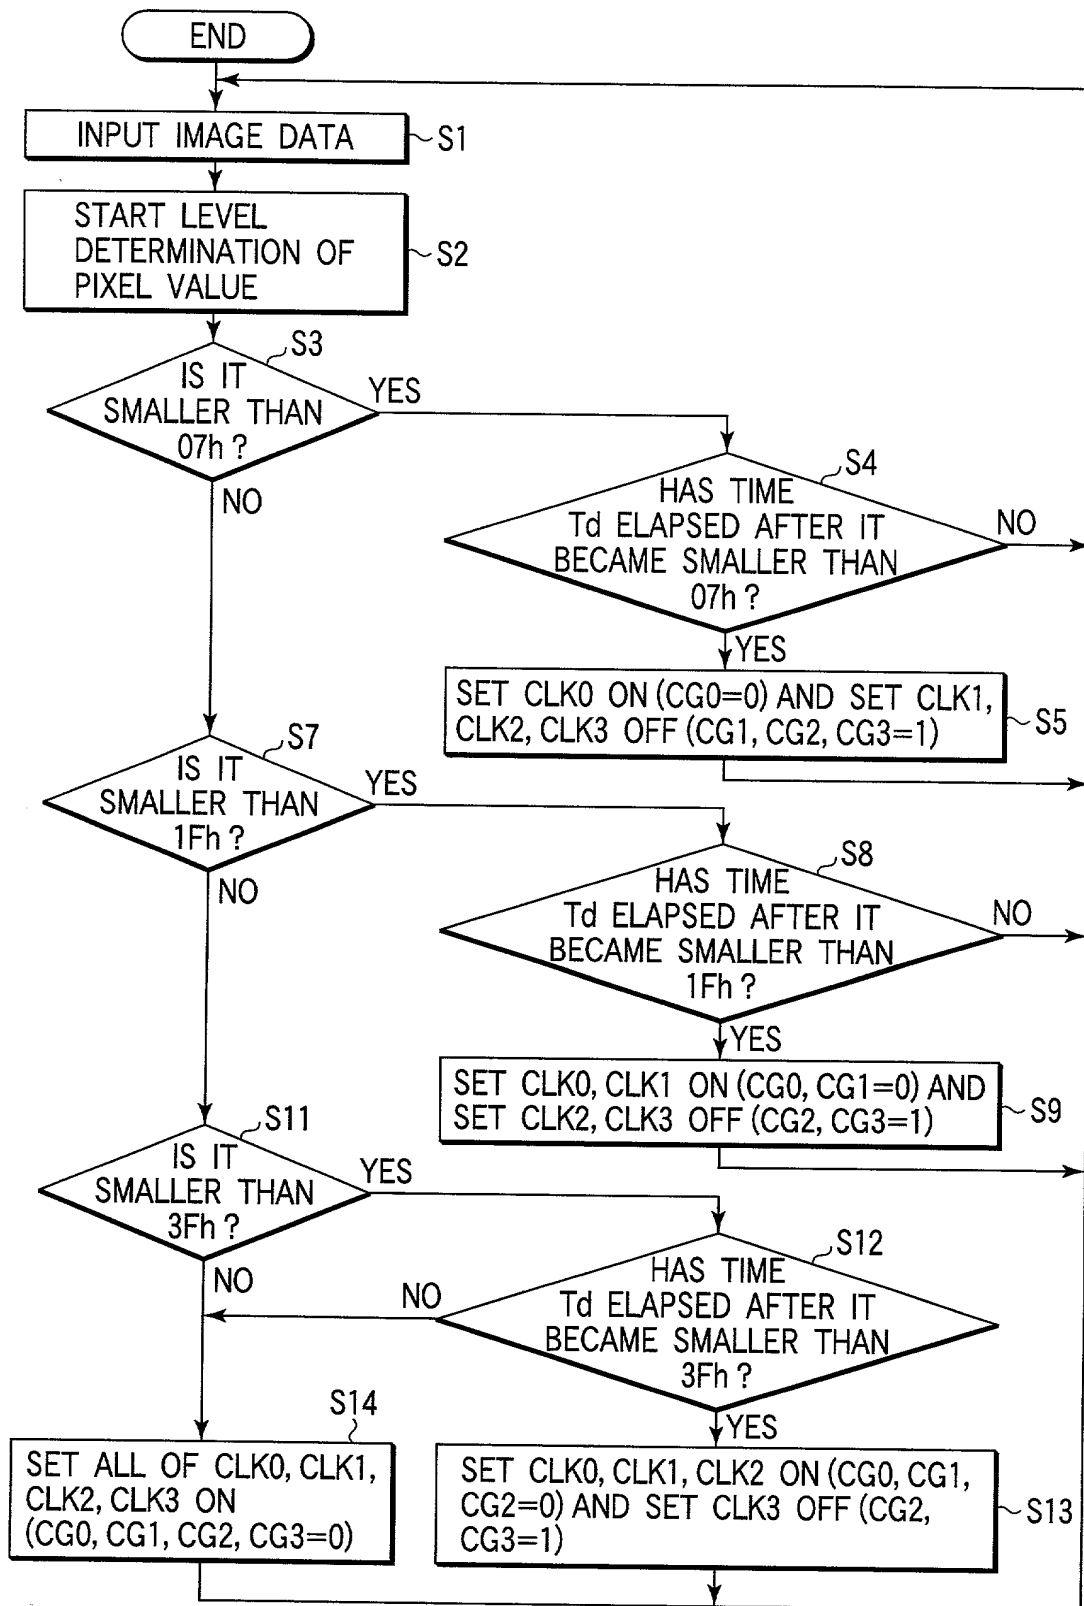 END
INPUT IMAGE DATA
S1
START LEVEL
DETERMINATION OF
PIXEL VALUE
S2
S3
IS IT
SMALLER THAN
07h ?
YES
NO
S4
HAS TIME
Td ELAPSED AFTER IT
BECAME SMALLER THAN
07h ?
NO
YES
SET CLK0 ON (CG0=0) AND SET CLK1,
CLK2, CLK3 OFF (CG1, CG2, CG3=1)
S5
S7
IS IT
SMALLER THAN
1Fh ?
YES
NO
S8
HAS TIME
Td ELAPSED AFTER IT
BECAME SMALLER THAN
1Fh ?
NO
YES
SET CLK0, CLK1 ON (CG0, CG1=0) AND
SET CLK2, CLK3 OFF (CG2, CG3=1)
S9
S11
IS IT
SMALLER THAN
3Fh ?
YES
NO
S12
HAS TIME
Td ELAPSED AFTER IT
BECAME SMALLER THAN
3Fh ?
NO
YES
S14
SET ALL OF CLK0, CLK1,
CLK2, CLK3 ON
(CG0, CG1, CG2, CG3=0)
SET CLK0, CLK1, CLK2 ON (CG0, CG1,
CG2=0) AND SET CLK3 OFF (CG2,
CG3=1)
S13